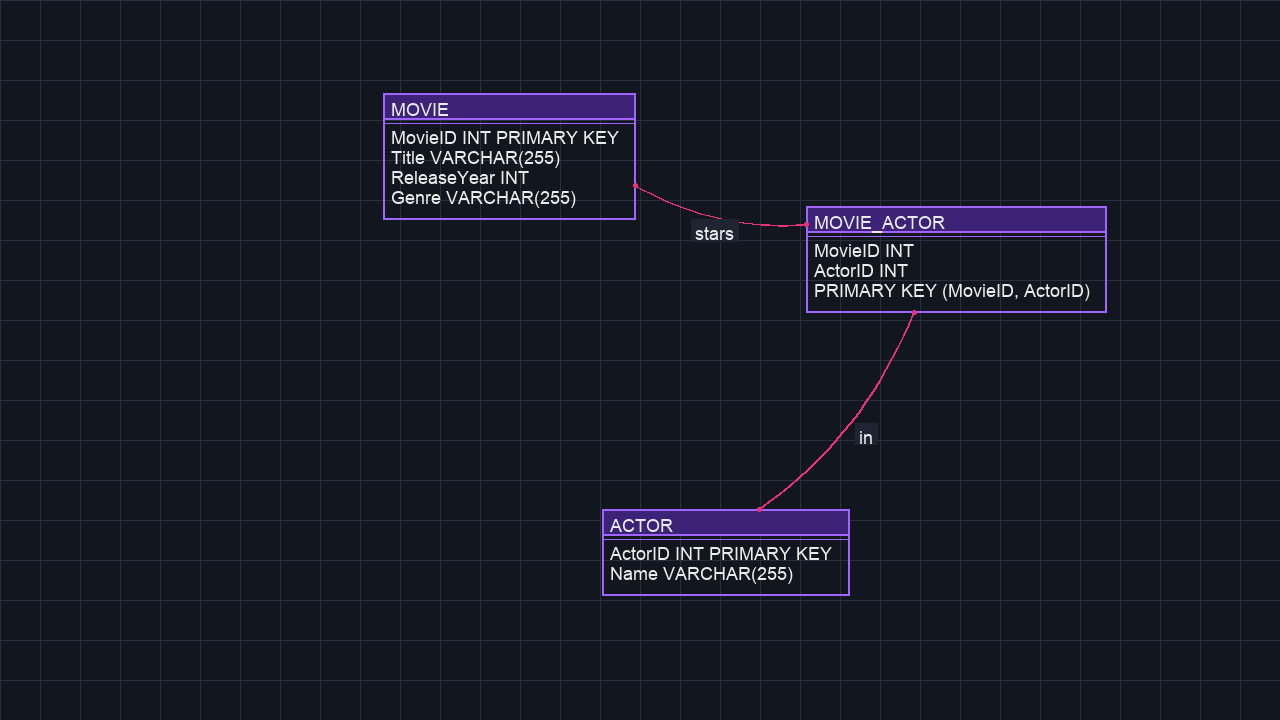 MOVIE
MovieID INT PRIMARY KEY
Title VARCHAR(255)
ReleaseYear INT
Genre VARCHAR(255)
stars
MOVIE_ACTOR
MovieID INT
ActorID INT
PRIMARY KEY (MovieID, ActorID)
in
ACTOR
ActorID INT PRIMARY KEY
Name VARCHAR(255)